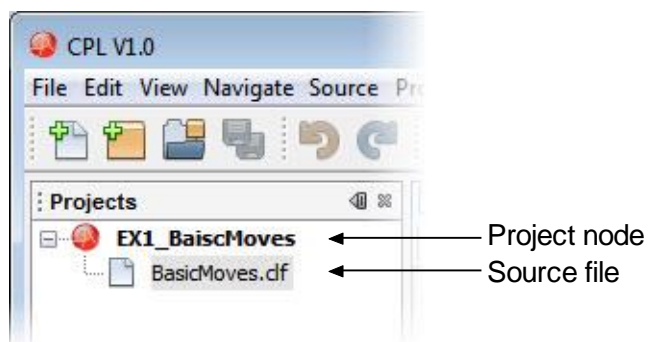 CPL V1.0
File Edit View Navigate Source
Projects
EX1_BaiscMoves
Project node
BasicMoves.clf
Source file